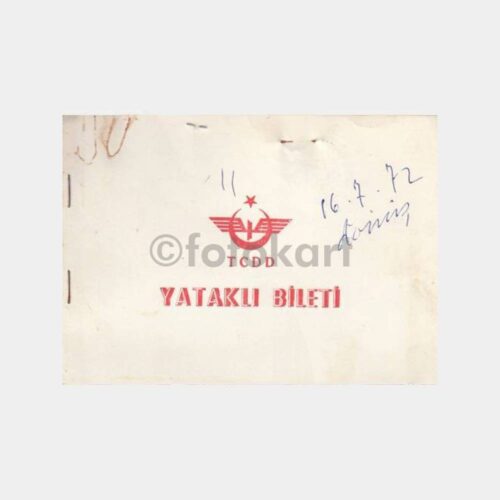 11
16.7.72
dönüş
©fotokart
TCDD
YATAKLI BİLETİ